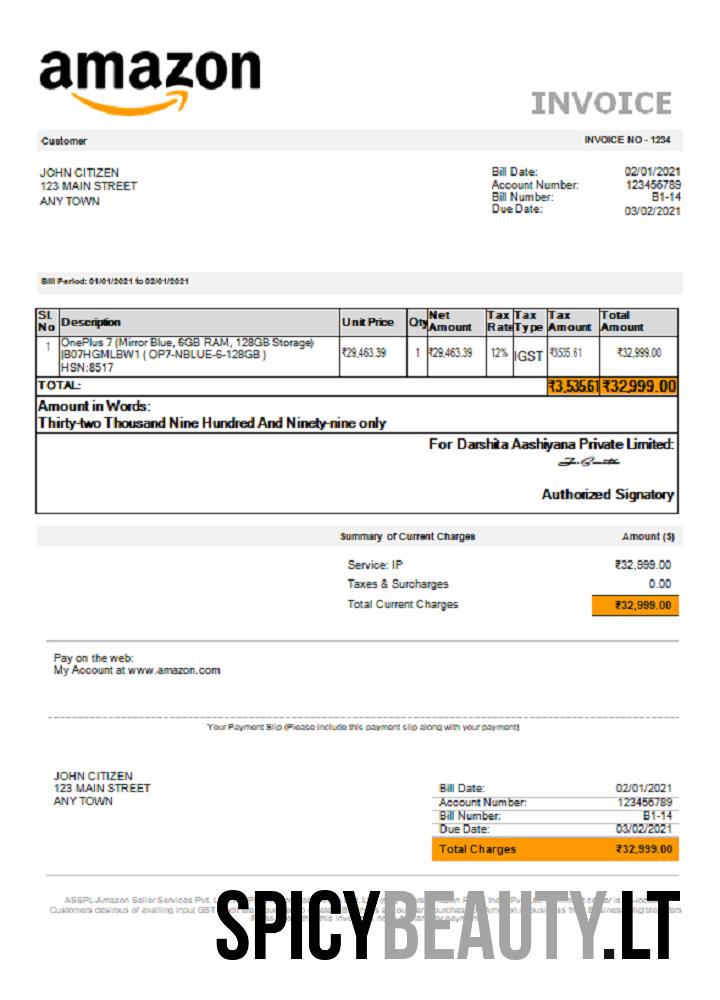 amazon
INVOICE
Customer INVOICE NO - 1234
JOHN CITIZEN
123 MAIN STREET
ANY TOWN
Bill Date: 02/01/2021
Account Number: 123456789
Bill Number: B1-14
Due Date: 03/02/2021
Bill Period: 01/01/2021 to 02/01/2021
SL No Description Unit Price Qty Net Amount Tax Rate Tax Type Tax Amount Total Amount
1 OnePlus 7 (Mirror Blue, 6GB RAM, 128GB Storage)
|B07HGMLBW1 ( OP7-NBLUE-6-128GB ) ₹29,463.39 1 ₹29,463.39 12% IGST ₹3535.61 ₹32,999.00
HSN:8517
TOTAL: ₹3,535.61 ₹32,999.00
Amount in Words:
Thirty-two Thousand Nine Hundred And Ninety-nine only
For Darshita Aashiyana Private Limited:
Authorized Signatory
Summary of Current Charges Amount ($)
Service: IP ₹32,999.00
Taxes & Surcharges 0.00
Total Current Charges ₹32,999.00
Pay on the web:
My Account at www.amazon.com
Your Payment Slip (Please include this payment slip along with your payment)
JOHN CITIZEN
123 MAIN STREET
ANY TOWN
Bill Date: 02/01/2021
Account Number: 123456789
Bill Number: B1-14
Due Date: 03/02/2021
Total Charges ₹32,999.00
ASSPL-Amazon Seller Services Pvt.
Customers desirous of availing input GST
SPICYBEAUTY.LT